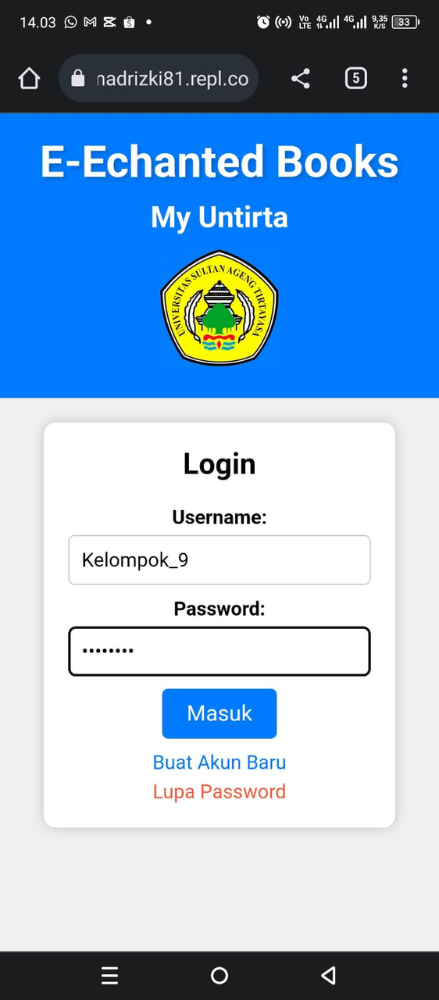 14.03
Vo LTE 4G 4G 9,35 K/S 33
nadrizki81.repl.co
5
E-Echanted Books
My Untirta
UNIVERSITAS SULTAN AGENG TIRTAYASA
Login
Username:
Kelompok_9
Password:
••••••••
Masuk
Buat Akun Baru
Lupa Password